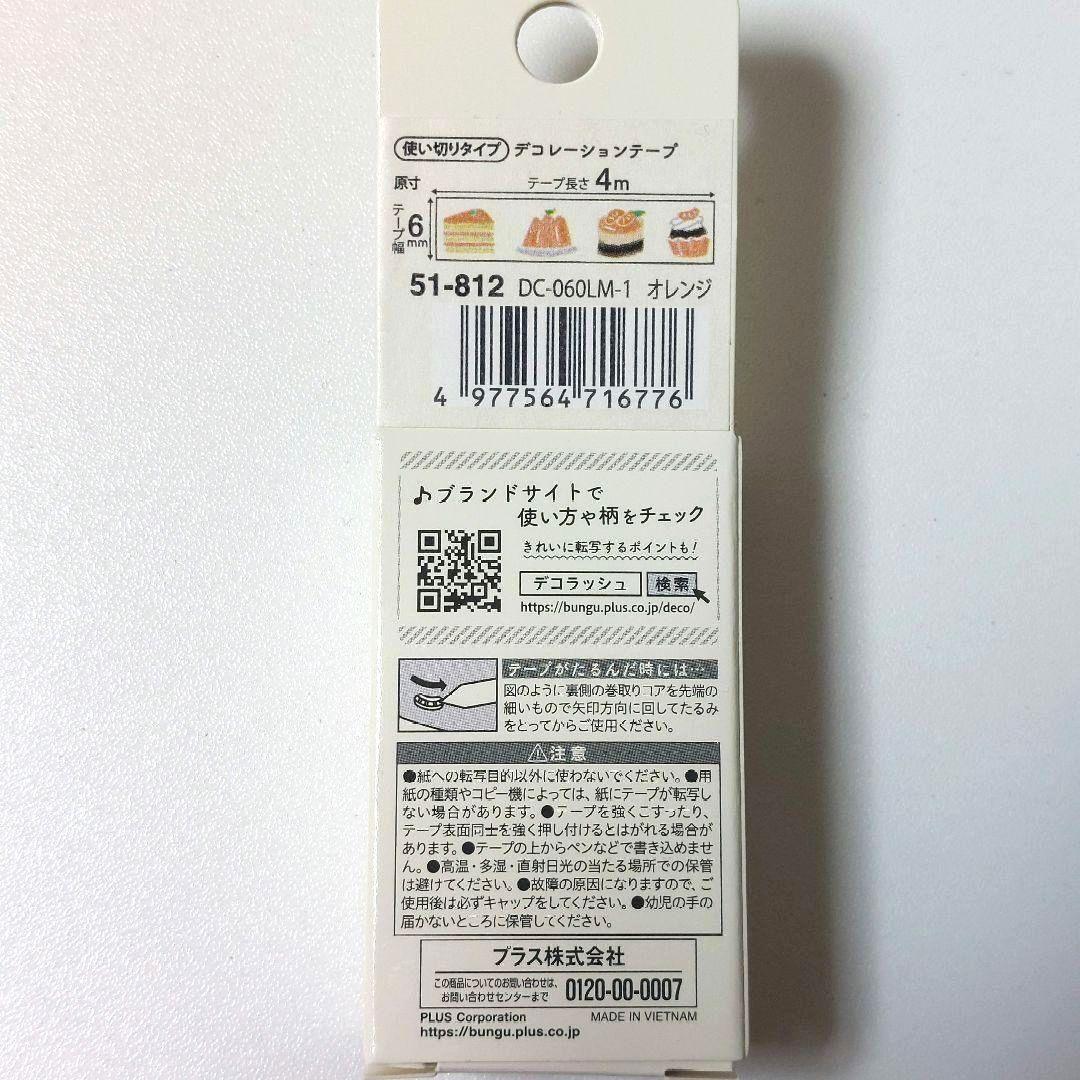 使い切りタイプ デコレーションテープ
原寸 テープ長さ 4m
テープ幅 6mm
51-812 DC-060LM-1 オレンジ
4 977564 716776
♪ブランドサイトで
使い方や柄をチェック
きれいに転写するポイントも!
デコラッシュ 検索
https://bungu.plus.co.jp/deco/
テープがたるんだ時には…
図のように裏側の巻取りコアを先端の
細いもので矢印方向に回してたるみ
をとってからご使用ください。
⚠注意
●紙への転写目的以外に使わないでください。●用
紙の種類やコピー機によっては、紙にテープが転写し
ない場合があります。●テープを強くこすったり、
テープ表面同士を強く押し付けるとはがれる場合が
あります。●テープの上からペンなどで書き込めませ
ん。●高温・多湿・直射日光の当たる場所での保管
は避けてください。●故障の原因になりますので、ご
使用後は必ずキャップをしてください。●幼児の手の
届かないところに保管してください。
プラス株式会社
この商品についてのお問い合わせは、
お問い合わせセンターまで 0120-00-0007
PLUS Corporation MADE IN VIETNAM
https://bungu.plus.co.jp